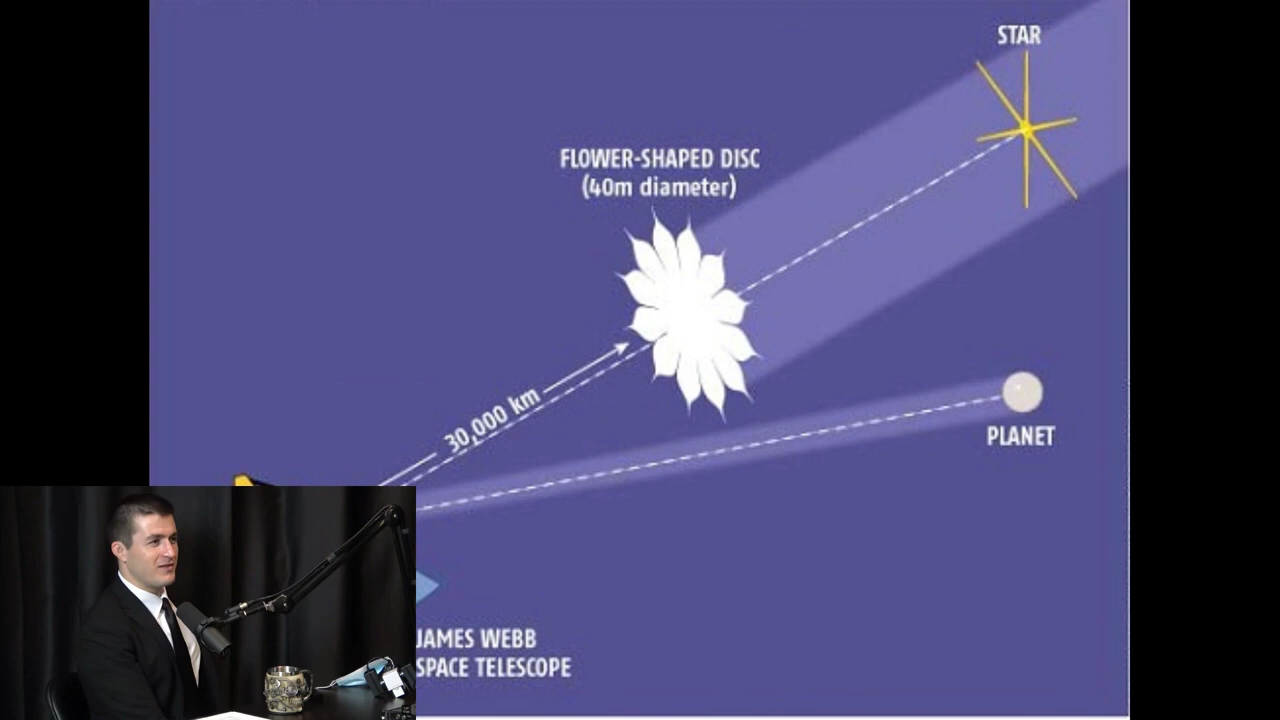 STAR
FLOWER-SHAPED DISC
(40m diameter)
30,000 km
PLANET
JAMES WEBB
SPACE TELESCOPE